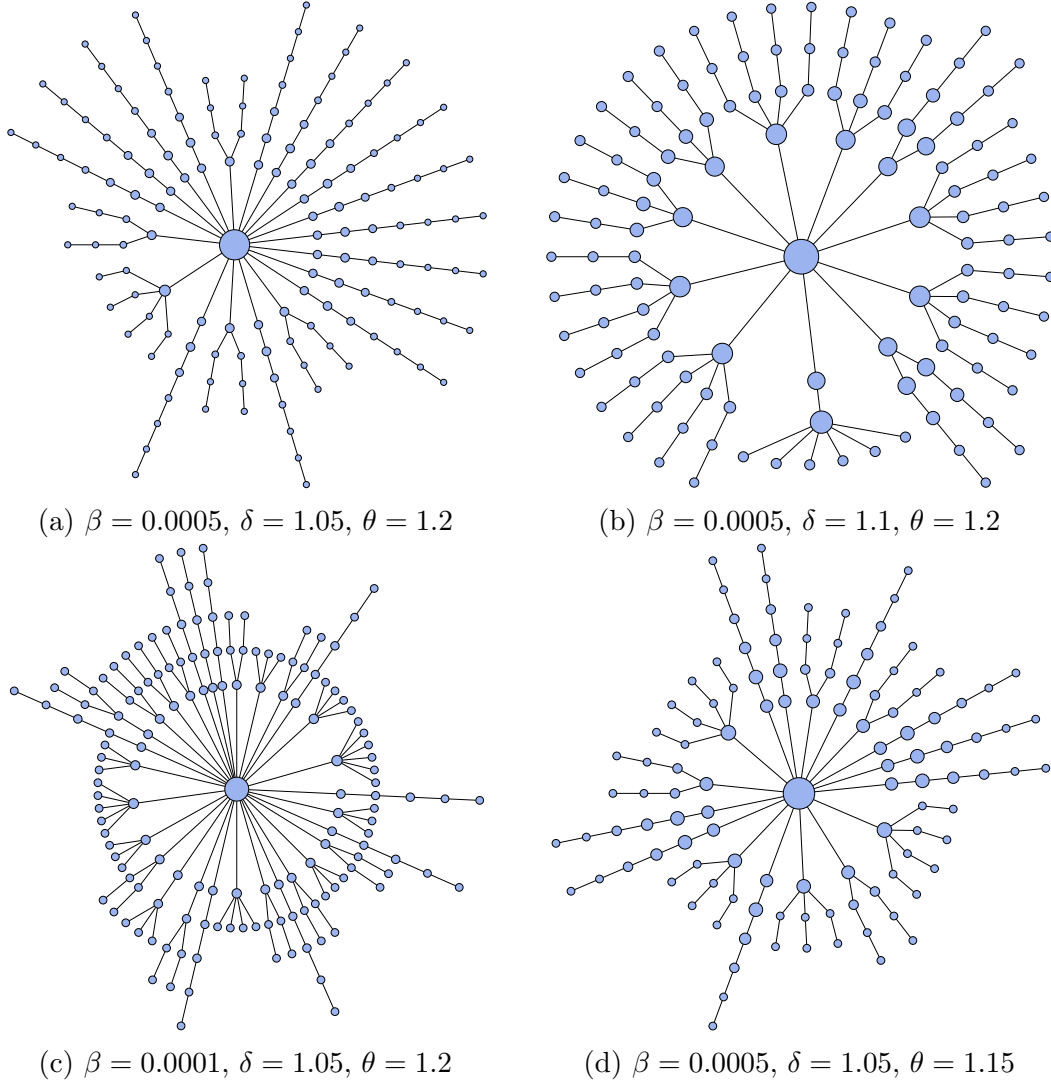 (a) β = 0.0005, δ = 1.05, θ = 1.2
(b) β = 0.0005, δ = 1.1, θ = 1.2
(c) β = 0.0001, δ = 1.05, θ = 1.2
(d) β = 0.0005, δ = 1.05, θ = 1.15